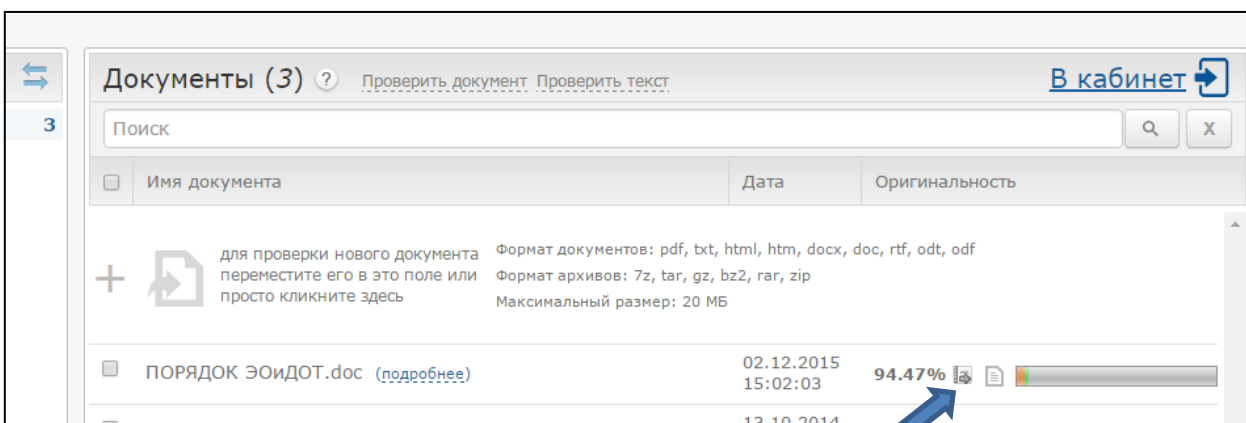 Документы (3) ? Проверить документ Проверить текст В кабинет
3
Поиск X
Имя документа Дата Оригинальность
для проверки нового документа
переместите его в это поле или
просто кликните здесь
Формат документов: pdf, txt, html, htm, docx, doc, rtf, odt, odf
Формат архивов: 7z, tar, gz, bz2, rar, zip
Максимальный размер: 20 МБ
ПОРЯДОК ЭОиДОТ.doc (подробнее)
02.12.2015
15:02:03
94.47%
13.10.2014